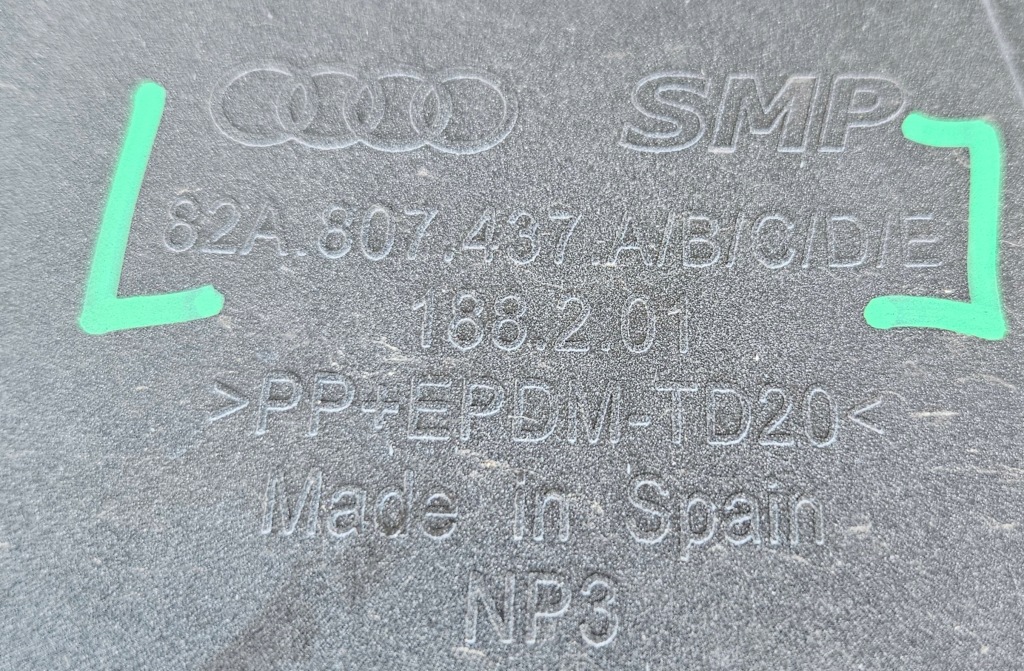 SMP
82A.807.437.A/B/C/D/E
188.2.01
>PP+EPDM-TD20<
Made in Spain
NP3